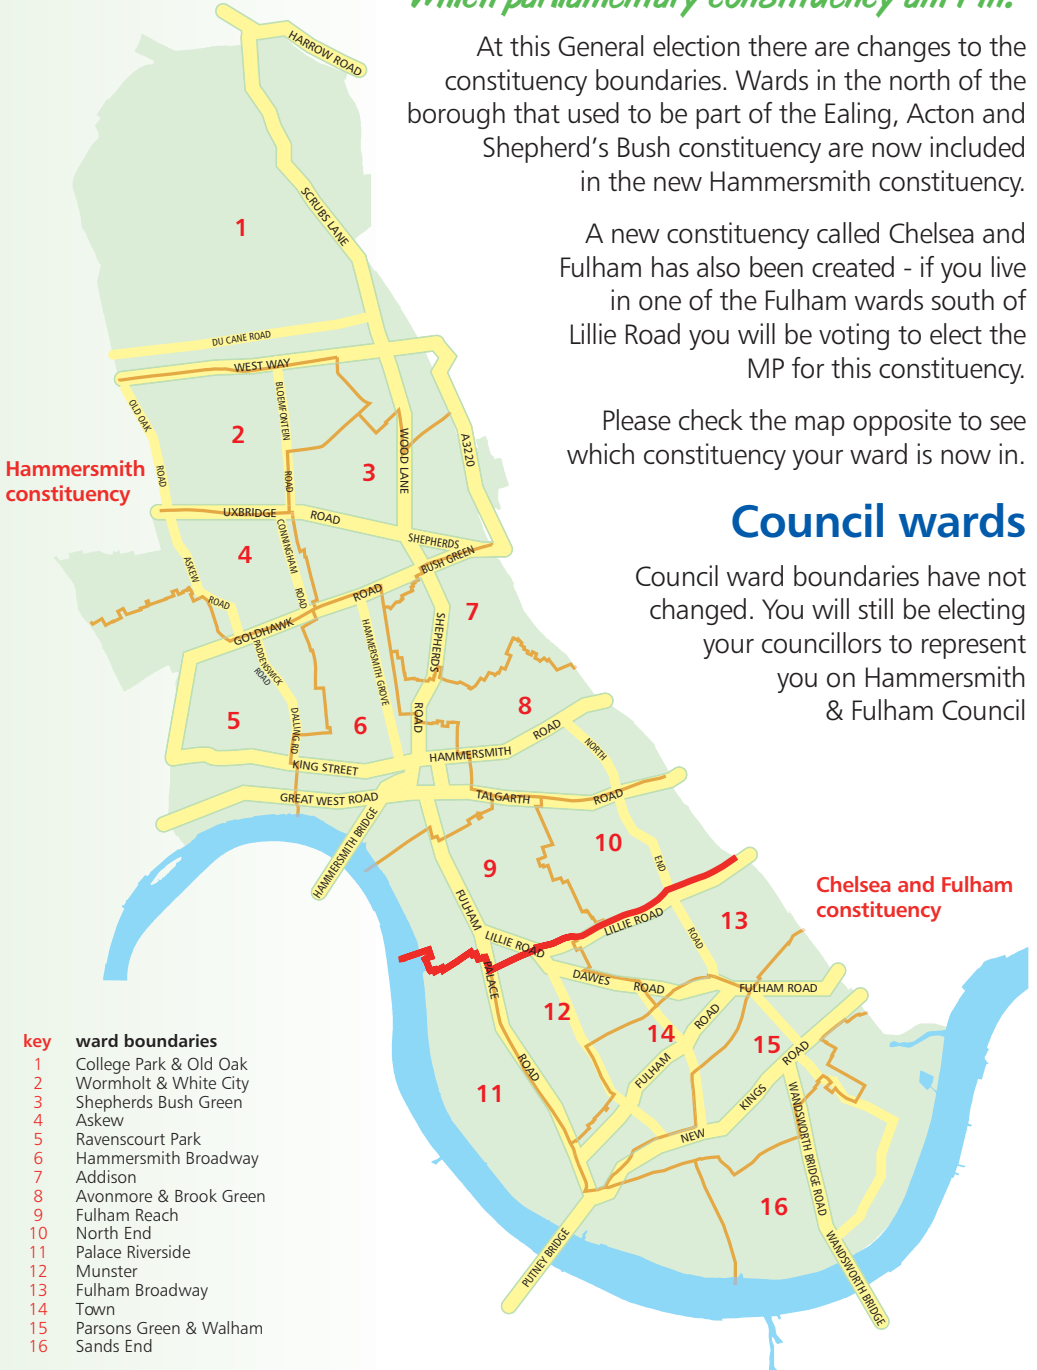 Which parliamentary constituency am I in?
At this General election there are changes to the
constituency boundaries. Wards in the north of the
borough that used to be part of the Ealing, Acton and
Shepherd's Bush constituency are now included
in the new Hammersmith constituency.
A new constituency called Chelsea and
Fulham has also been created - if you live
in one of the Fulham wards south of
Lillie Road you will be voting to elect the
MP for this constituency.
Please check the map opposite to see
which constituency your ward is now in.
Council wards
Council ward boundaries have not
changed. You will still be electing
your councillors to represent
you on Hammersmith
& Fulham Council
HARROW ROAD
SCRUBS LANE
1
DU CANE ROAD
WEST WAY
OLD OAK
ROAD
BLOEMFONTEIN
ROAD
2
3
WOOD LANE
A3220
Hammersmith
constituency
UXBRIDGE
ROAD
SHEPHERDS
BUSH GREEN
4
CONNINGHAM
ROAD
ASKEW
ROAD
GOLDHAWK
ROAD
7
HAMMERSMITH GROVE
SHEPHERDS
ROAD
PADDENSWICK
ROAD
DALLING RD
5
6
8
HAMMERSMITH
ROAD
NORTH
END
ROAD
KING STREET
GREAT WEST ROAD
TALGARTH
ROAD
HAMMERSMITH BRIDGE
9
10
Chelsea and Fulham
constituency
FULHAM
PALACE
ROAD
LILLIE ROAD
LILLIE ROAD
13
DAWES
ROAD
FULHAM ROAD
12
14
FULHAM
ROAD
15
11
KINGS
ROAD
NEW
WANDSWORTH BRIDGE ROAD
16
PUTNEY BRIDGE
WANDSWORTH BRIDGE
key ward boundaries
1 College Park & Old Oak
2 Wormholt & White City
3 Shepherds Bush Green
4 Askew
5 Ravenscourt Park
6 Hammersmith Broadway
7 Addison
8 Avonmore & Brook Green
9 Fulham Reach
10 North End
11 Palace Riverside
12 Munster
13 Fulham Broadway
14 Town
15 Parsons Green & Walham
16 Sands End